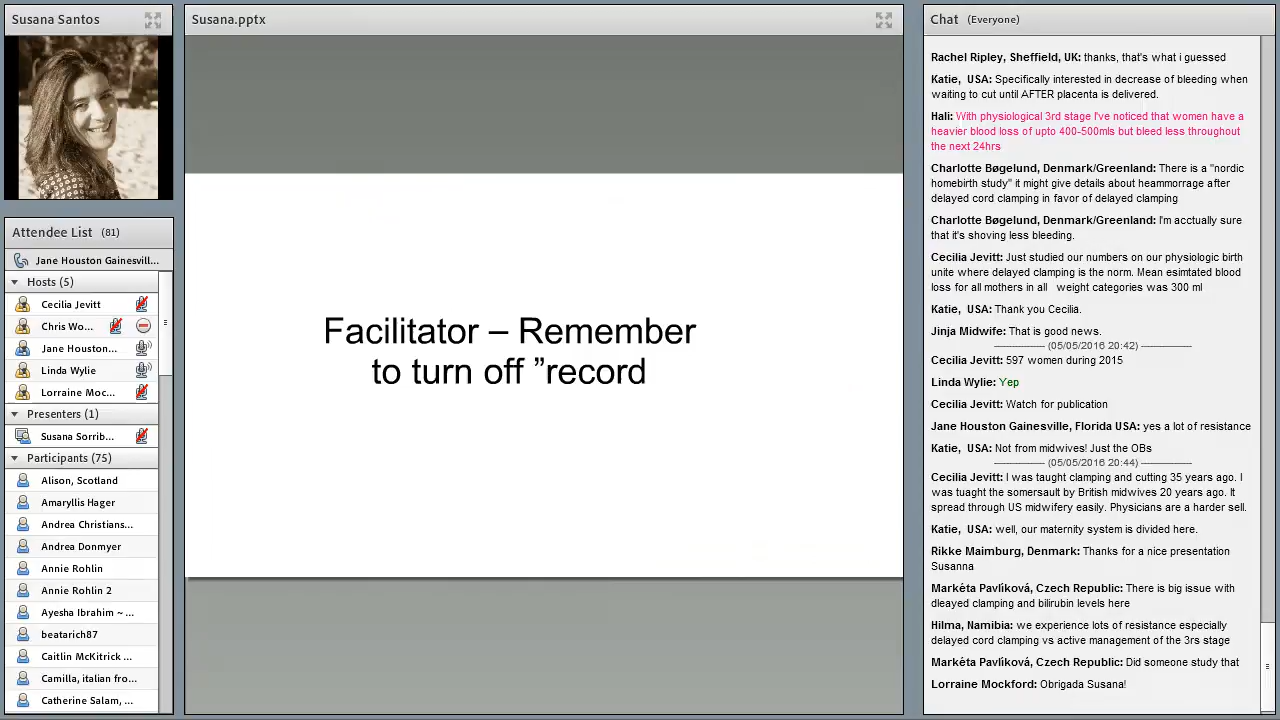 Susana Santos
Attendee List (81)
Jane Houston Gainesvill...
Hosts (5)
Cecilia Jevitt
Chris Wo...
Jane Houston...
Linda Wylie
Lorraine Moc...
Presenters (1)
Susana Sorrib...
Participants (75)
Alison, Scotland
Amaryllis Hager
Andrea Christians...
Andrea Donmyer
Annie Rohlin
Annie Rohlin 2
Ayesha Ibrahim ~ ...
beatarich87
Caitlin McKitrick ...
Camilla, italian fro...
Catherine Salam, ...
Susana.pptx
Facilitator – Remember
to turn off ”record
Chat (Everyone)
Rachel Ripley, Sheffield, UK: thanks, that's what i guessed
Katie, USA: Specifically interested in decrease of bleeding when
waiting to cut until AFTER placenta is delivered.
Hali: With physiological 3rd stage I've noticed that women have a
heavier blood loss of upto 400-500mls but bleed less throughout
the next 24hrs
Charlotte Bøgelund, Denmark/Greenland: There is a "nordic
homebirth study" it might give details about heammorrage after
delayed cord clamping in favor of delayed clamping
Charlotte Bøgelund, Denmark/Greenland: I'm acctually sure
that it's shoving less bleeding.
Cecilia Jevitt: Just studied our numbers on our physiologic birth
unite where delayed clamping is the norm. Mean esimtated blood
loss for all mothers in all weight categories was 300 ml
Katie, USA: Thank you Cecilia.
Jinja Midwife: That is good news.
(05/05/2016 20:42)
Cecilia Jevitt: 597 women during 2015
Linda Wylie: Yep
Cecilia Jevitt: Watch for publication
Jane Houston Gainesville, Florida USA: yes a lot of resistance
Katie, USA: Not from midwives! Just the OBs
(05/05/2016 20:44)
Cecilia Jevitt: I was taught clamping and cutting 35 years ago. I
was tuaght the somersault by British midwives 20 years ago. It
spread through US midwifery easily. Physicians are a harder sell.
Katie, USA: well, our maternity system is divided here.
Rikke Maimburg, Denmark: Thanks for a nice presentation
Susanna
Markéta Pavlíková, Czech Republic: There is big issue with
dleayed clamping and bilirubin levels here
Hilma, Namibia: we experience lots of resistance especially
delayed cord clamping vs active management of the 3rs stage
Markéta Pavlíková, Czech Republic: Did someone study that
Lorraine Mockford: Obrigada Susana!